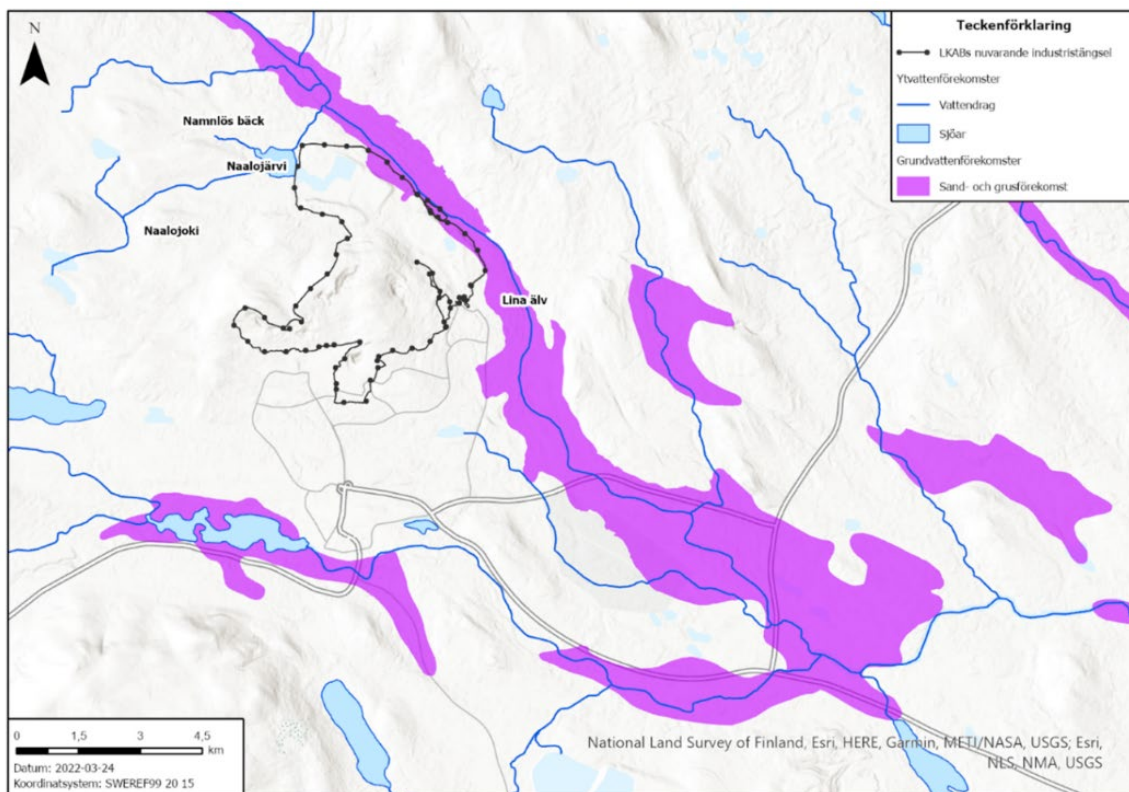 N
Teckenförklaring
LKABs nuvarande industristängsel
Ytvattenförekomster
Vattendrag
Sjöar
Grundvattenförekomster
Sand- och grusförekomst
Namnlös bäck
Naalojärvi
Naalojoki
Lina älv
0 1,5 3 4,5
km
Datum: 2022-03-24
Koordinatsystem: SWEREF99 20 15
National Land Survey of Finland, Esri, HERE, Garmin, METI/NASA, USGS; Esri,
NLS, NMA, USGS